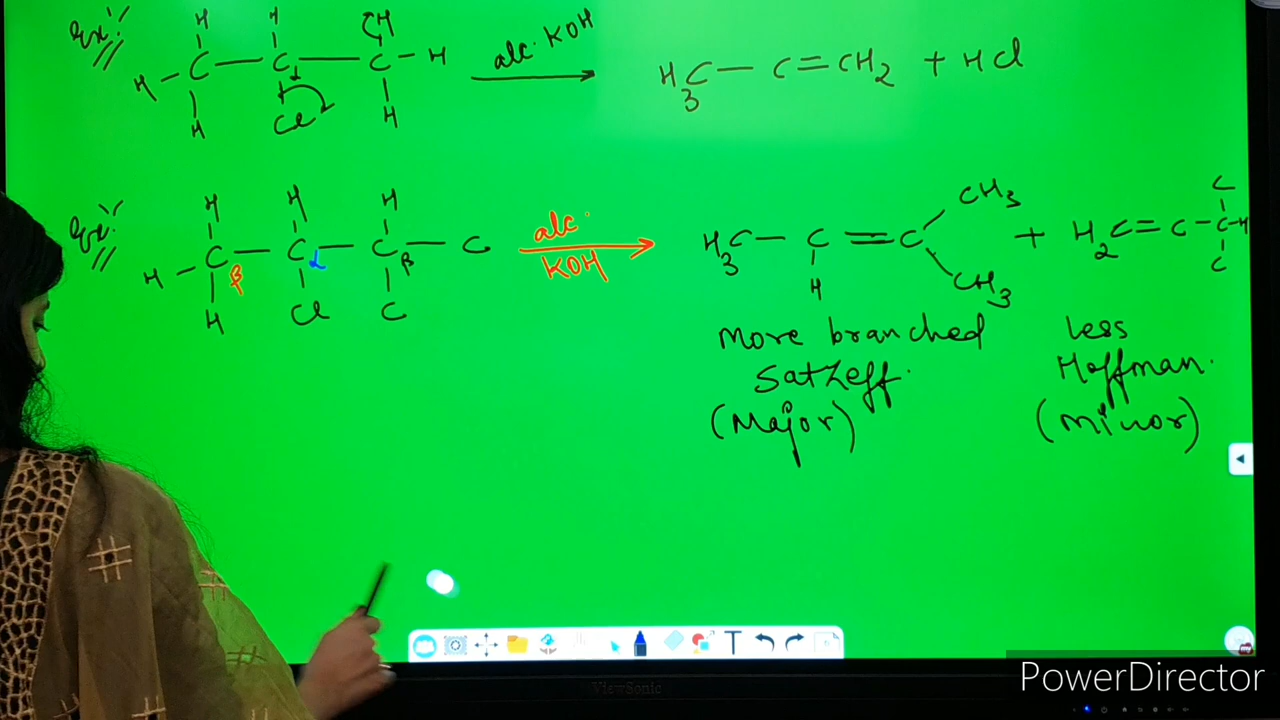 Ex:
H H H
H — C — C — C — H
H Cl H
alc. KOH
H3C — C = CH2 + HCl
Ex:
H H H
H — C — C — C — C
β α β
H Cl C
alc.
KOH
H3C — C = C
H
CH3
CH3
+ H2C = C — C — H
C
C
More branched
Satzeff.
(Major)
less
Hoffman.
(Minor)
T
ViewSonic
PowerDirector